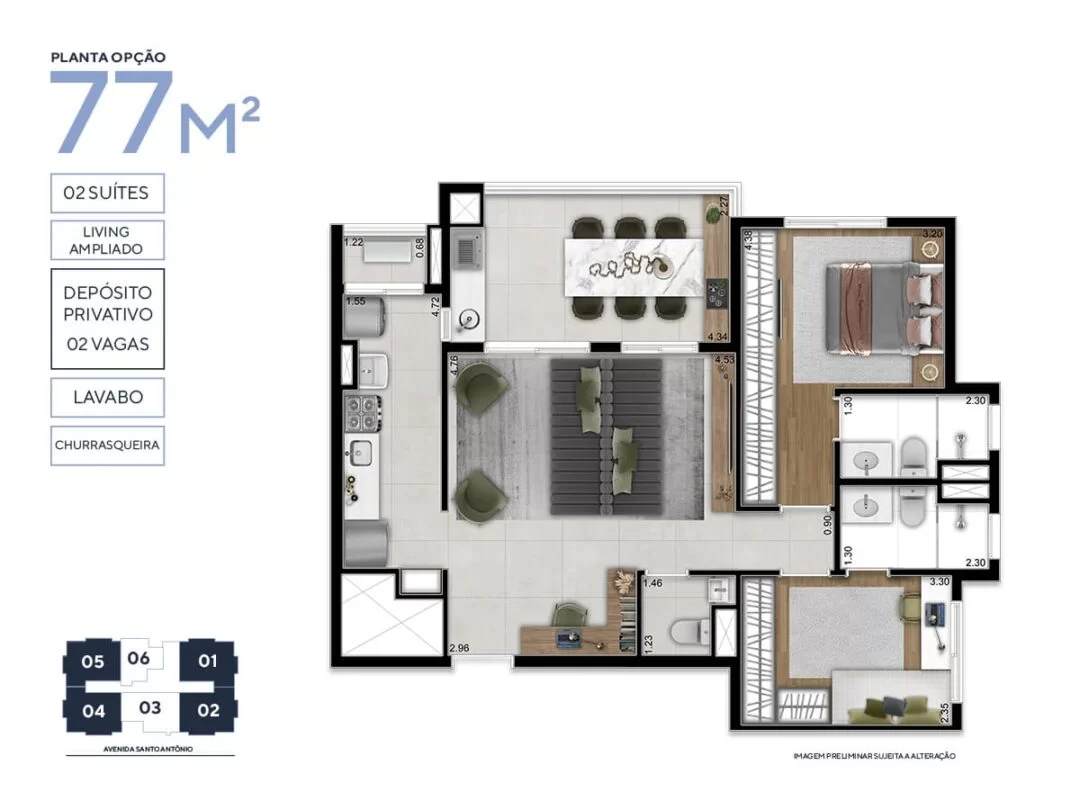 PLANTA OPÇÃO
77 M²
02 SUÍTES
LIVING
AMPLIADO
DEPÓSITO
PRIVATIVO
02 VAGAS
LAVABO
CHURRASQUEIRA
2.27
1.22
0.68
4.38
3.20
1.55
4.72
4.34
4.76
4.53
1.30
2.30
0.90
1.30
2.30
1.46
3.30
1.23
2.96
2.35
05
06
01
04
03
02
AVENIDA SANTO ANTÔNIO
IMAGEM PRELIMINAR SUJEITA A ALTERAÇÃO